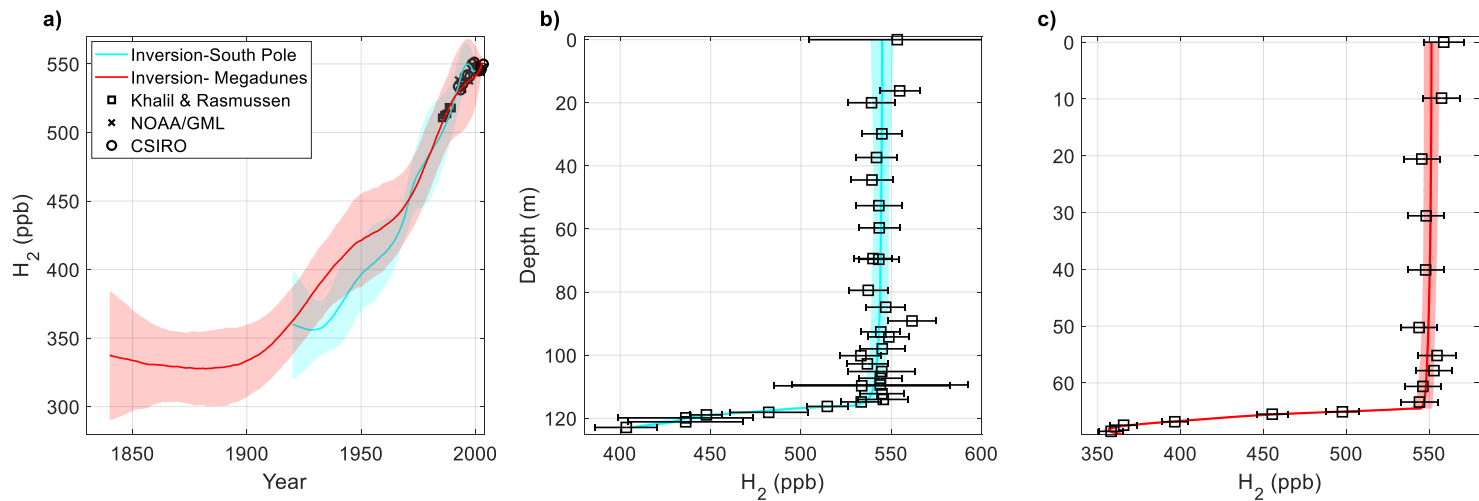 a)
Inversion-South Pole
Inversion- Megadunes
Khalil & Rasmussen
NOAA/GML
CSIRO
550
500
450
400
350
300
H2 (ppb)
1850 1900 1950 2000
Year
b)
0
20
40
60
80
100
120
Depth (m)
400 450 500 550 600
H2 (ppb)
c)
0
10
20
30
40
50
60
350 400 450 500 550
H2 (ppb)